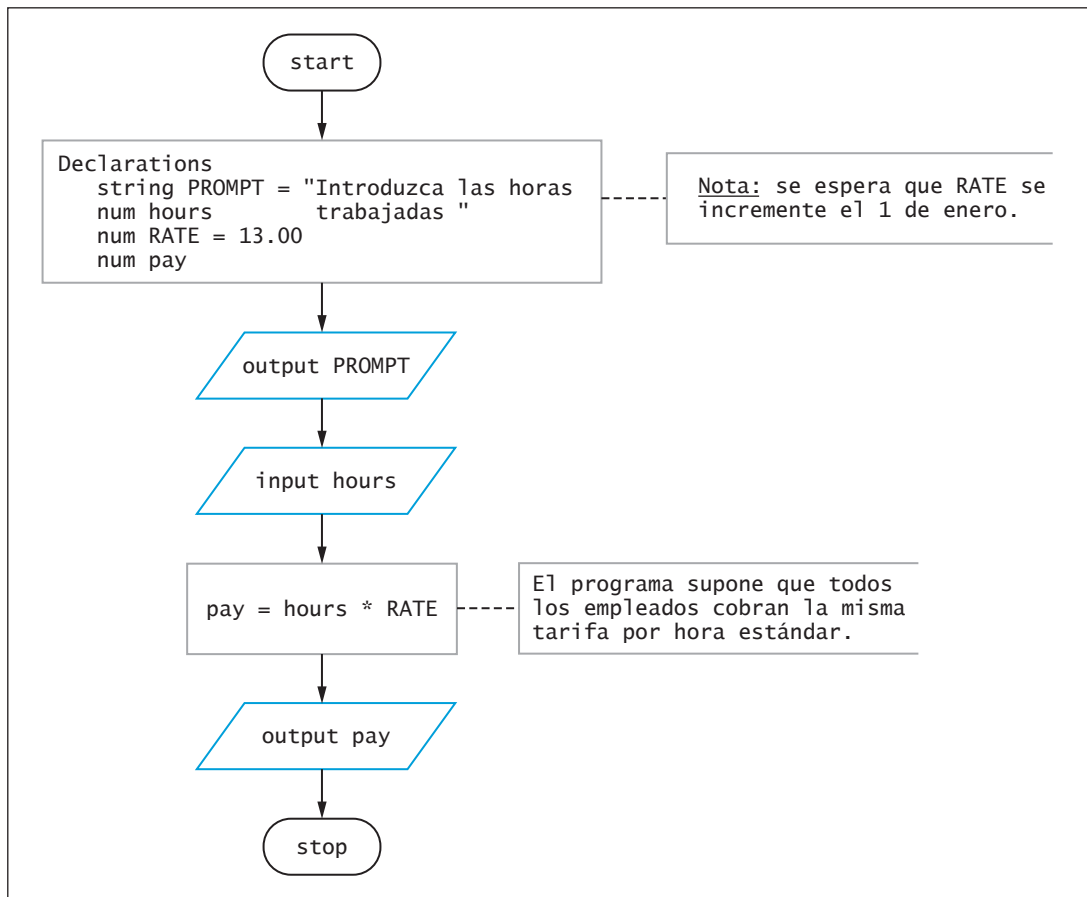 start
Declarations
string PROMPT = "Introduzca las horas
num hours trabajadas "
num RATE = 13.00
num pay
Nota: se espera que RATE se
incremente el 1 de enero.
output PROMPT
input hours
pay = hours * RATE
El programa supone que todos
los empleados cobran la misma
tarifa por hora estándar.
output pay
stop